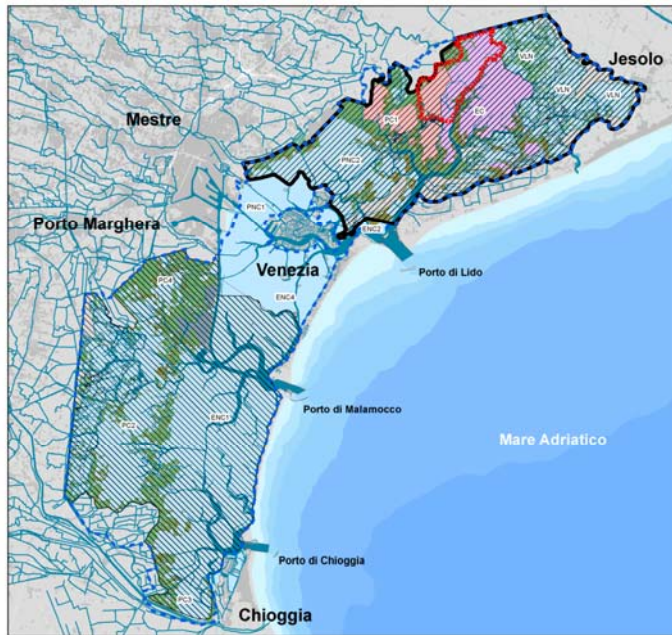 VLN
Jesolo
VLN
VLN
EC
PC1
Mestre
PNC2
PNC1
Porto Marghera
ENC2
Venezia
Porto di Lido
PC4
ENC4
Porto di Malamocco
ENC1
PC2
Mare Adriatico
Porto di Chioggia
PC3
Chioggia